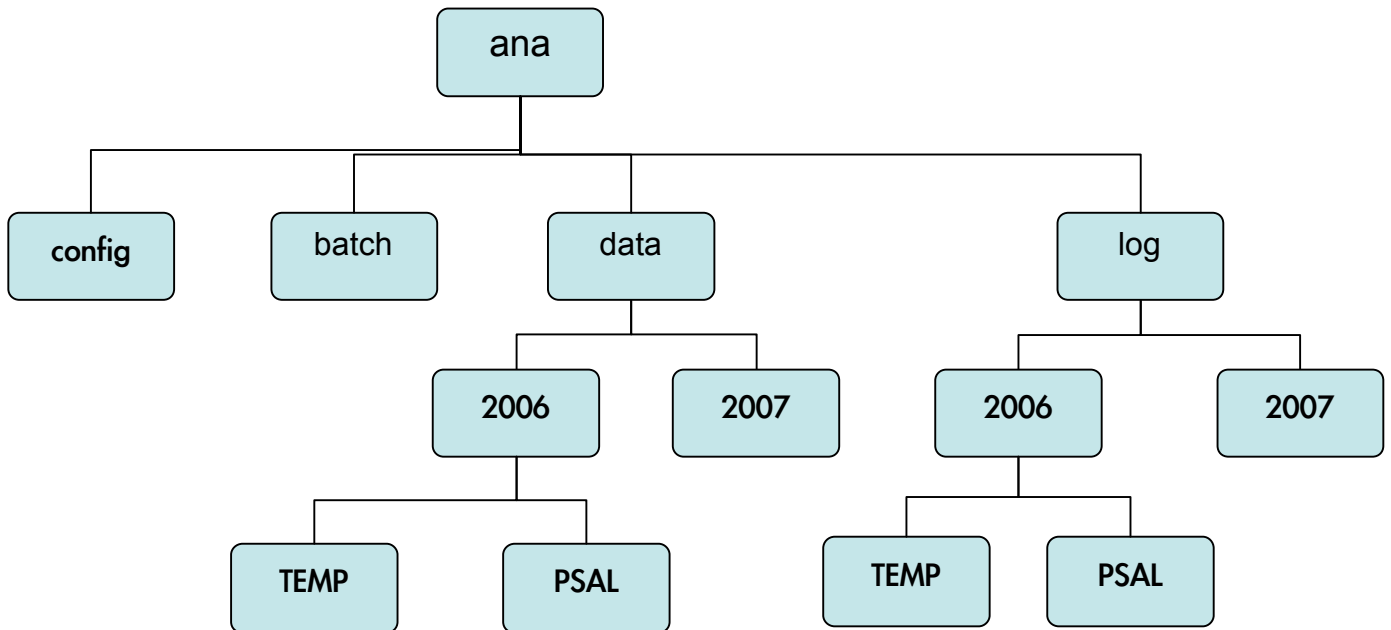 ana
config
batch
data
log
2006
2007
2006
2007
TEMP
PSAL
TEMP
PSAL